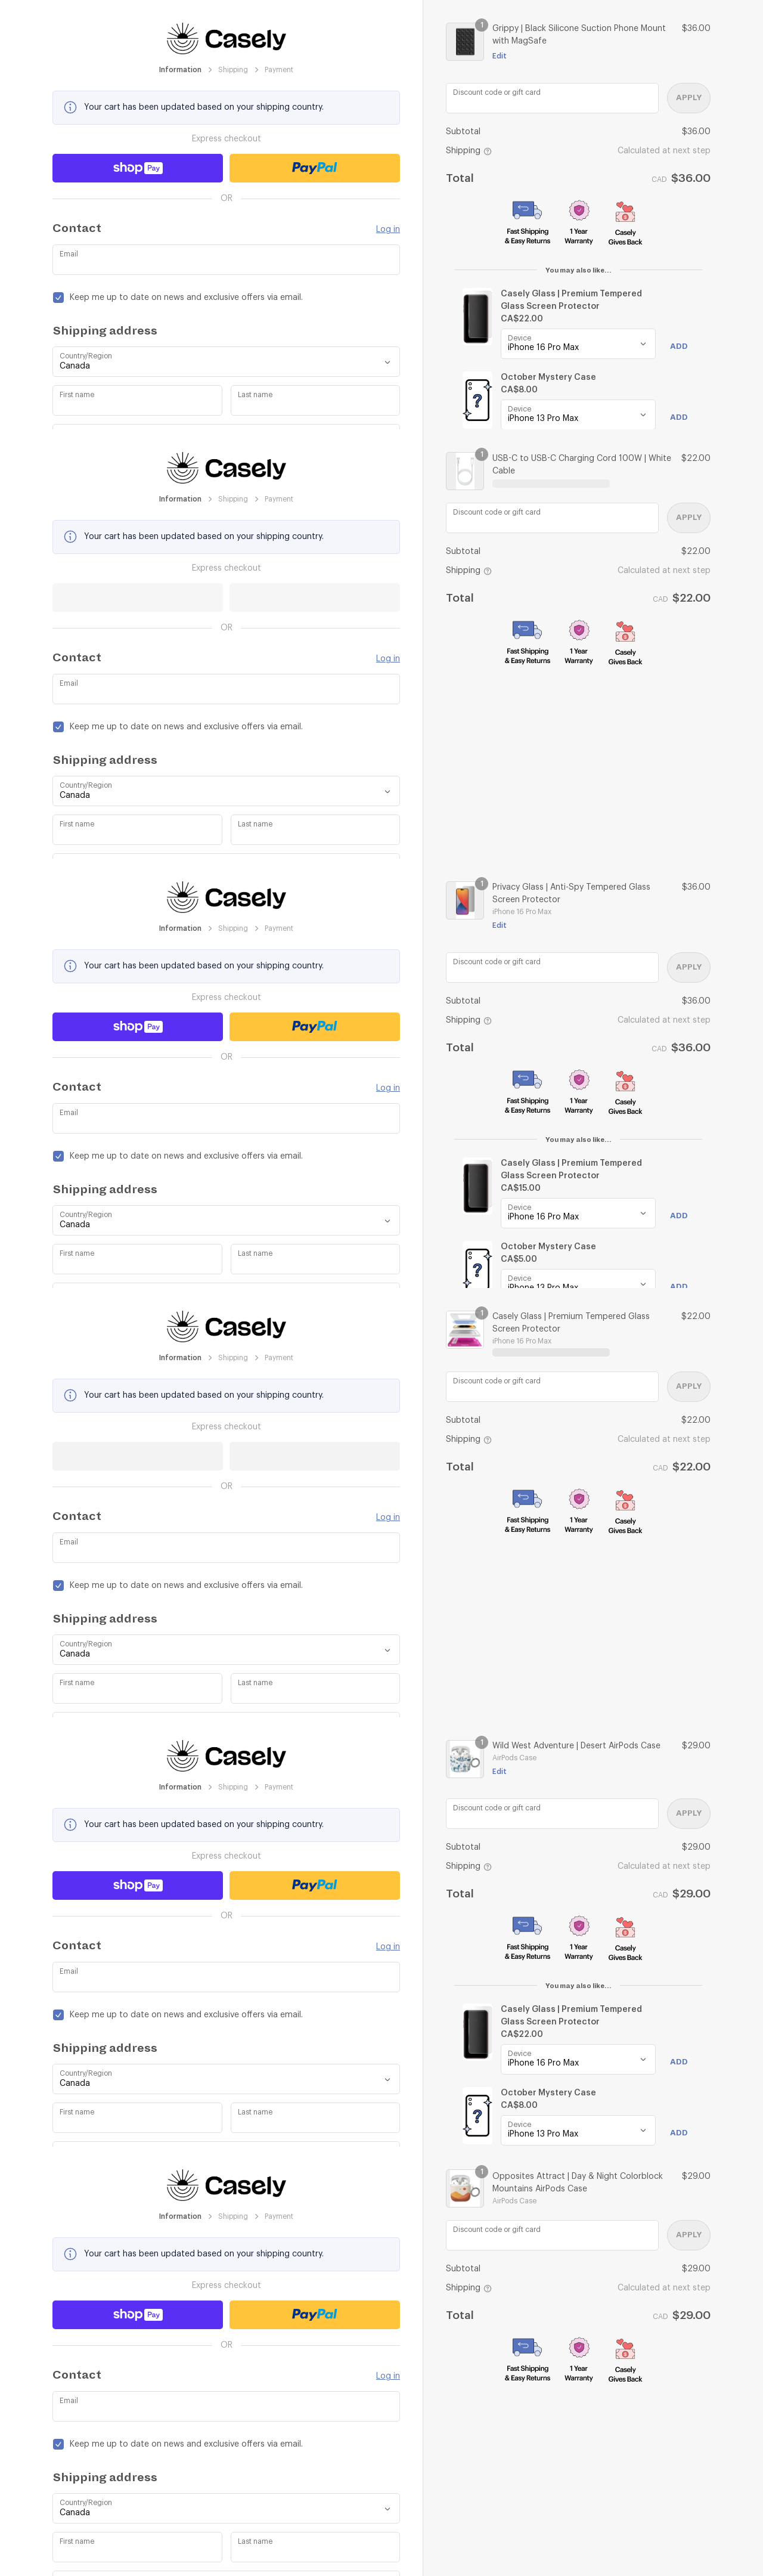 Casely
Information > Shipping > Payment
Your cart has been updated based on your shipping country.
Express checkout
shop Pay
PayPal
OR
Contact
Log in
Email
Keep me up to date on news and exclusive offers via email.
Shipping address
Country/Region
Canada
First name
Last name
1
Grippy | Black Silicone Suction Phone Mount
with MagSafe
$36.00
Edit
Discount code or gift card
APPLY
Subtotal
$36.00
Shipping
Calculated at next step
Total
CAD $36.00
Fast Shipping
& Easy Returns
1 Year
Warranty
Casely
Gives Back
You may also like...
Casely Glass | Premium Tempered
Glass Screen Protector
CA$22.00
Device
iPhone 16 Pro Max
ADD
October Mystery Case
CA$8.00
Device
iPhone 13 Pro Max
ADD
Casely
Information > Shipping > Payment
Your cart has been updated based on your shipping country.
Express checkout
OR
Contact
Log in
Email
Keep me up to date on news and exclusive offers via email.
Shipping address
Country/Region
Canada
First name
Last name
1
USB-C to USB-C Charging Cord 100W | White
Cable
$22.00
Discount code or gift card
APPLY
Subtotal
$22.00
Shipping
Calculated at next step
Total
CAD $22.00
Fast Shipping
& Easy Returns
1 Year
Warranty
Casely
Gives Back
Casely
Information > Shipping > Payment
Your cart has been updated based on your shipping country.
Express checkout
shop Pay
PayPal
OR
Contact
Log in
Email
Keep me up to date on news and exclusive offers via email.
Shipping address
Country/Region
Canada
First name
Last name
1
Privacy Glass | Anti-Spy Tempered Glass
Screen Protector
iPhone 16 Pro Max
$36.00
Edit
Discount code or gift card
APPLY
Subtotal
$36.00
Shipping
Calculated at next step
Total
CAD $36.00
Fast Shipping
& Easy Returns
1 Year
Warranty
Casely
Gives Back
You may also like...
Casely Glass | Premium Tempered
Glass Screen Protector
CA$15.00
Device
iPhone 16 Pro Max
ADD
October Mystery Case
CA$5.00
Device
iPhone 13 Pro Max
ADD
Casely
Information > Shipping > Payment
Your cart has been updated based on your shipping country.
Express checkout
OR
Contact
Log in
Email
Keep me up to date on news and exclusive offers via email.
Shipping address
Country/Region
Canada
First name
Last name
1
Casely Glass | Premium Tempered Glass
Screen Protector
iPhone 16 Pro Max
$22.00
Discount code or gift card
APPLY
Subtotal
$22.00
Shipping
Calculated at next step
Total
CAD $22.00
Fast Shipping
& Easy Returns
1 Year
Warranty
Casely
Gives Back
Casely
Information > Shipping > Payment
Your cart has been updated based on your shipping country.
Express checkout
shop Pay
PayPal
OR
Contact
Log in
Email
Keep me up to date on news and exclusive offers via email.
Shipping address
Country/Region
Canada
First name
Last name
1
Wild West Adventure | Desert AirPods Case
AirPods Case
$29.00
Edit
Discount code or gift card
APPLY
Subtotal
$29.00
Shipping
Calculated at next step
Total
CAD $29.00
Fast Shipping
& Easy Returns
1 Year
Warranty
Casely
Gives Back
You may also like...
Casely Glass | Premium Tempered
Glass Screen Protector
CA$22.00
Device
iPhone 16 Pro Max
ADD
October Mystery Case
CA$8.00
Device
iPhone 13 Pro Max
ADD
Casely
Information > Shipping > Payment
Your cart has been updated based on your shipping country.
Express checkout
shop Pay
PayPal
OR
Contact
Log in
Email
Keep me up to date on news and exclusive offers via email.
Shipping address
Country/Region
Canada
First name
Last name
1
Opposites Attract | Day & Night Colorblock
Mountains AirPods Case
AirPods Case
$29.00
Discount code or gift card
APPLY
Subtotal
$29.00
Shipping
Calculated at next step
Total
CAD $29.00
Fast Shipping
& Easy Returns
1 Year
Warranty
Casely
Gives Back